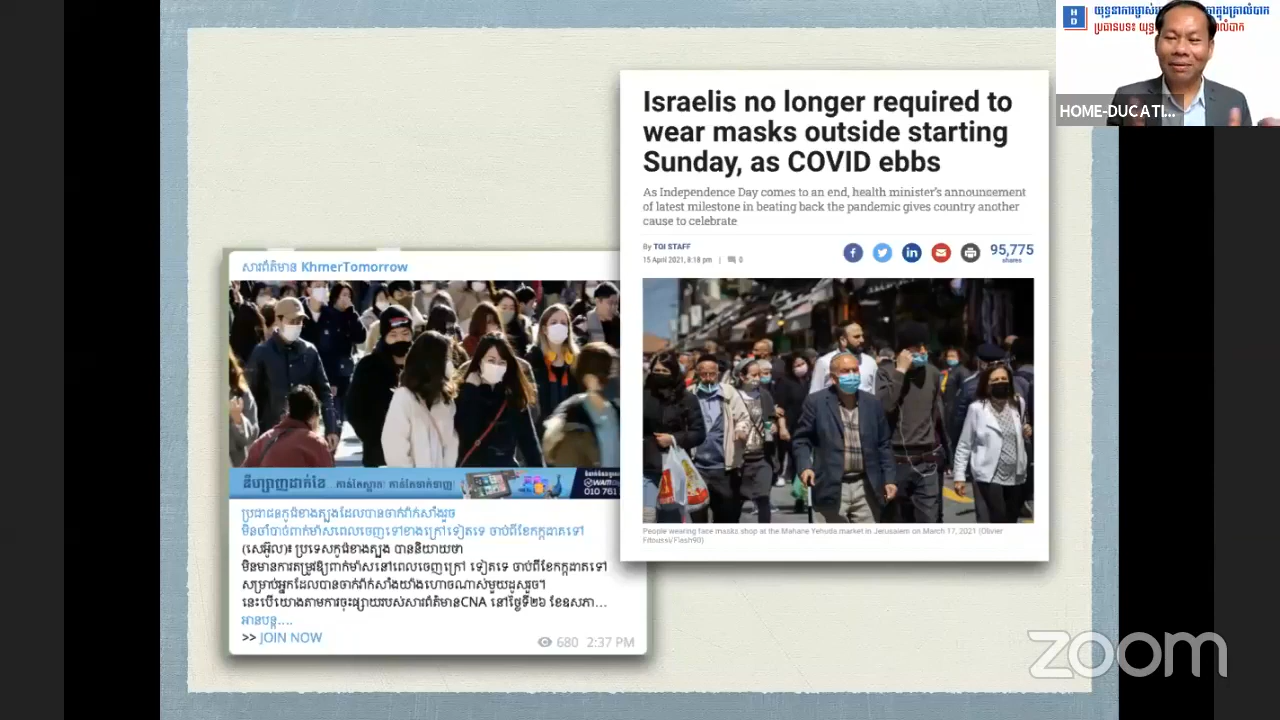 សារព័ត៌មាន KhmerTomorrow
ប្រជាជនកូរ៉េខាងត្បូងដែលបានចាក់វ៉ាក់សាំងរួច
មិនចាំបាច់ពាក់ម៉ាសពេលចេញទៅខាងក្រៅទៀតទេ ចាប់ពីខែកក្កដាតទៅ
(សេអ៊ូល)៖ ប្រទេសកូរ៉េខាងត្បូង បាននិយាយថា
មិនមានការតម្រូវឱ្យពាក់ម៉ាសនៅពេលចេញក្រៅ ទៀតទេ ចាប់ពីខែកក្កដាតទៅ
សម្រាប់អ្នកដែលបានចាក់វ៉ាក់សាំងយ៉ាងហោចណាស់មួយដូសរួច។
នេះបើយោងតាមការចុះផ្សាយរបស់សារព័ត៌មានCNA នៅថ្ងៃទី២៦ ខែឧសភា...
អានបន្ត....
>> JOIN NOW
680 2:37 PM
Israelis no longer required to
wear masks outside starting
Sunday, as COVID ebbs
As Independence Day comes to an end, health minister's announcement
of latest milestone in beating back the pandemic gives country another
cause to celebrate
By TOI STAFF
15 April 2021, 8:18 pm | 0
95,775
shares
People wearing face masks shop at the Mahane Yehuda market in Jerusalem on March 17, 2021 (Olivier
Fitoussi/Flash90)
HD
HOME-DUCATI...
010 761
zoom